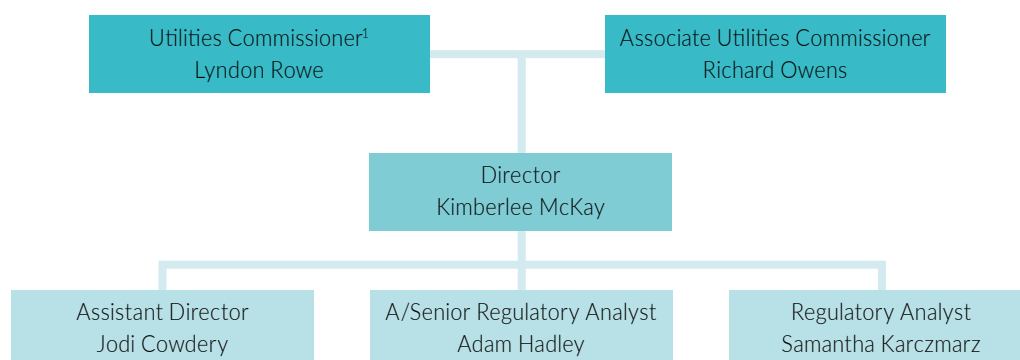 Utilities Commissioner¹
Lyndon Rowe
Associate Utilities Commissioner
Richard Owens
Director
Kimberlee McKay
Assistant Director
Jodi Cowdery
A/Senior Regulatory Analyst
Adam Hadley
Regulatory Analyst
Samantha Karczmarz